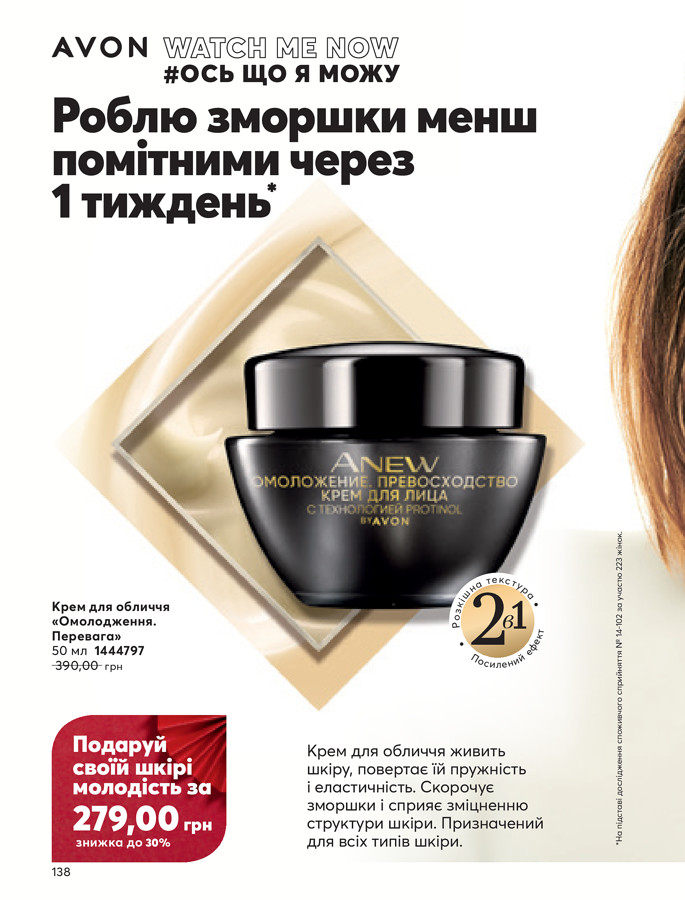 AVON WATCH ME NOW
#ОСЬ ЩО Я МОЖУ
Роблю зморшки менш
помітними через
1 тиждень*
ANEW
ОМОЛОЖЕНИЕ. ПРЕВОСХОДСТВО
КРЕМ ДЛЯ ЛИЦА
С ТЕХНОЛОГИЕЙ PROTINOL
BY AVON
Розкішна текстура
2в1
Посилений ефект
Крем для обличчя
«Омолодження.
Перевага»
50 мл 1444797
390,00 грн
Подаруй
своїй шкірі
молодість за
279,00 грн
знижка до 30%
Крем для обличчя живить
шкіру, повертає їй пружність
і еластичність. Скорочує
зморшки і сприяє зміцненню
структури шкіри. Призначений
для всіх типів шкіри.
*На підставі дослідження споживчого сприйняття № 14-102 за участю 223 жінок.
138